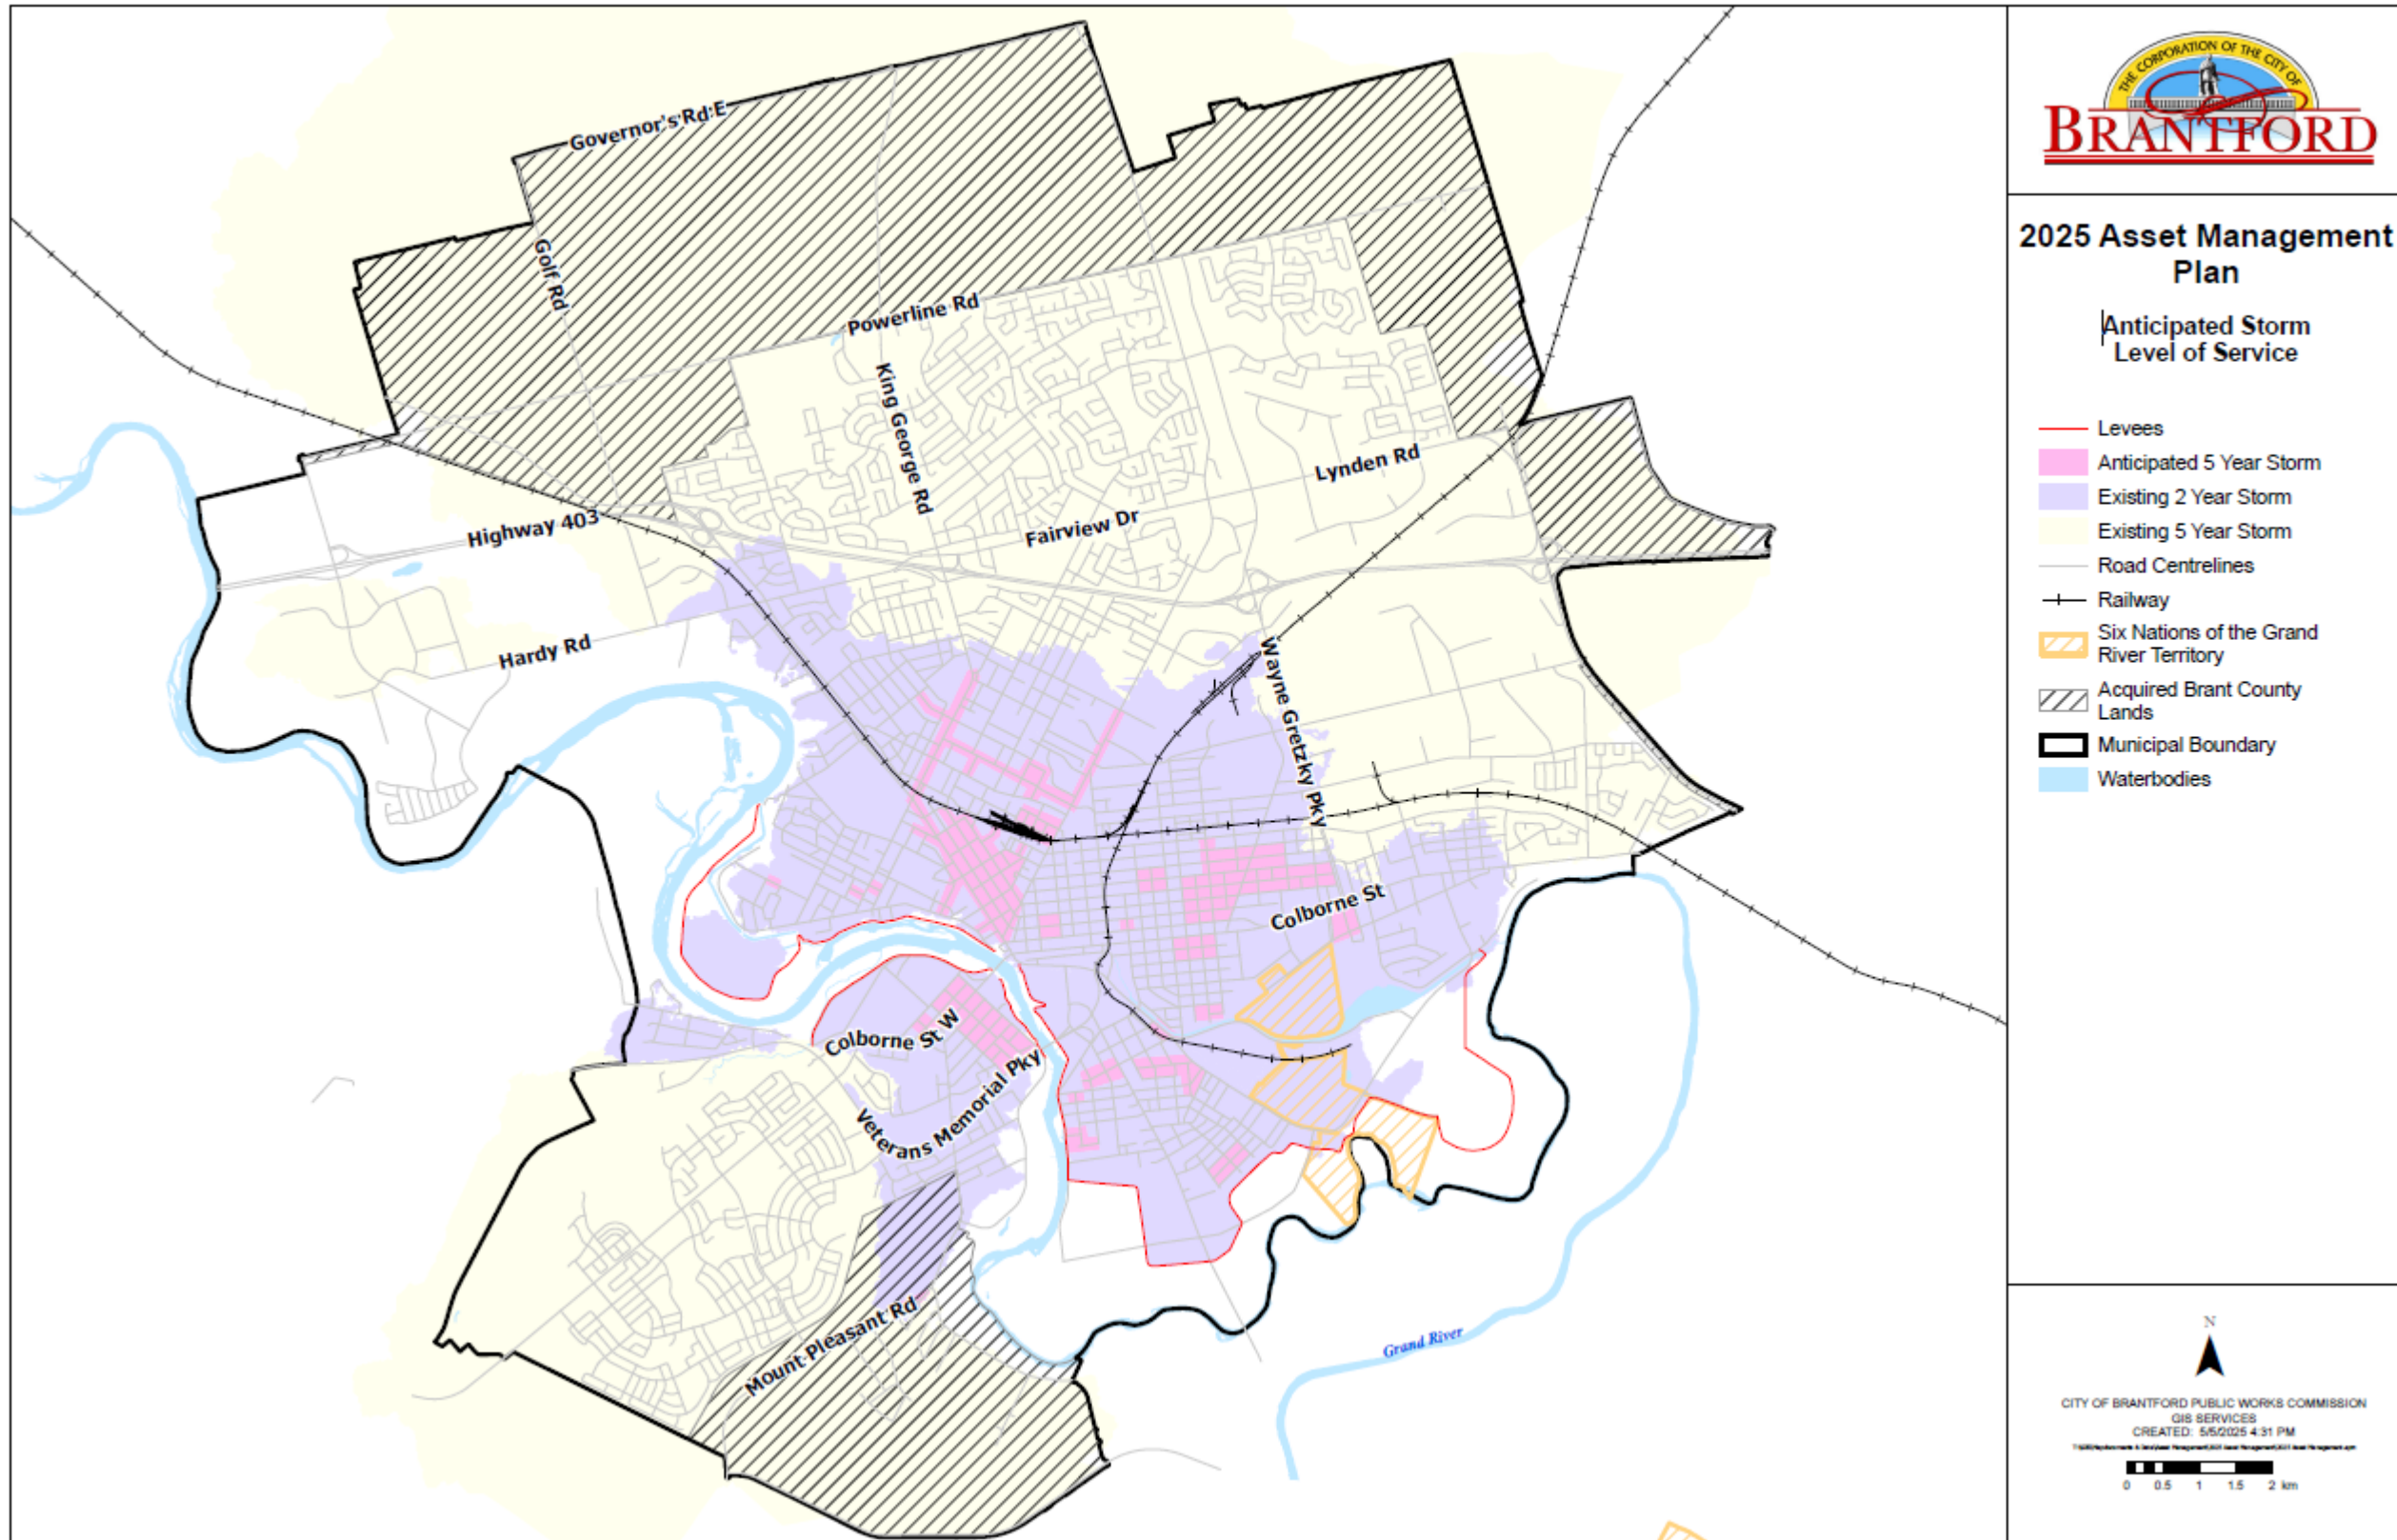 Governor's Rd E
Golf Rd
Powerline Rd
King George Rd
Lynden Rd
Fairview Dr
Highway 403
Hardy Rd
Wayne Gretzky Pky
Colborne St
Colborne St W
Veterans Memorial Pky
Mount Pleasant Rd
Grand River
THE CORPORATION OF THE CITY OF
BRANTFORD
2025 Asset Management
Plan
Anticipated Storm
Level of Service
Levees
Anticipated 5 Year Storm
Existing 2 Year Storm
Existing 5 Year Storm
Road Centrelines
Railway
Six Nations of the Grand
River Territory
Acquired Brant County
Lands
Municipal Boundary
Waterbodies
N
CITY OF BRANTFORD PUBLIC WORKS COMMISSION
GIS SERVICES
CREATED: 5/5/2025 4:31 PM
0 0.5 1 1.5 2 km